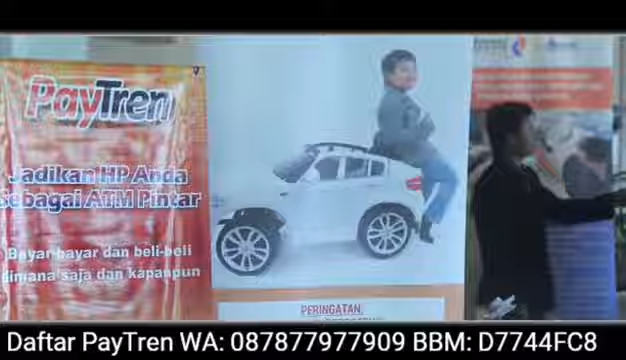 PayTren
Jadikan HP Anda
Sebagai ATM Pintar
Bayar-bayar dan beli-beli
dimana saja dan kapanpun
PERINGATAN
Daftar PayTren WA: 087877977909 BBM: D7744FC8